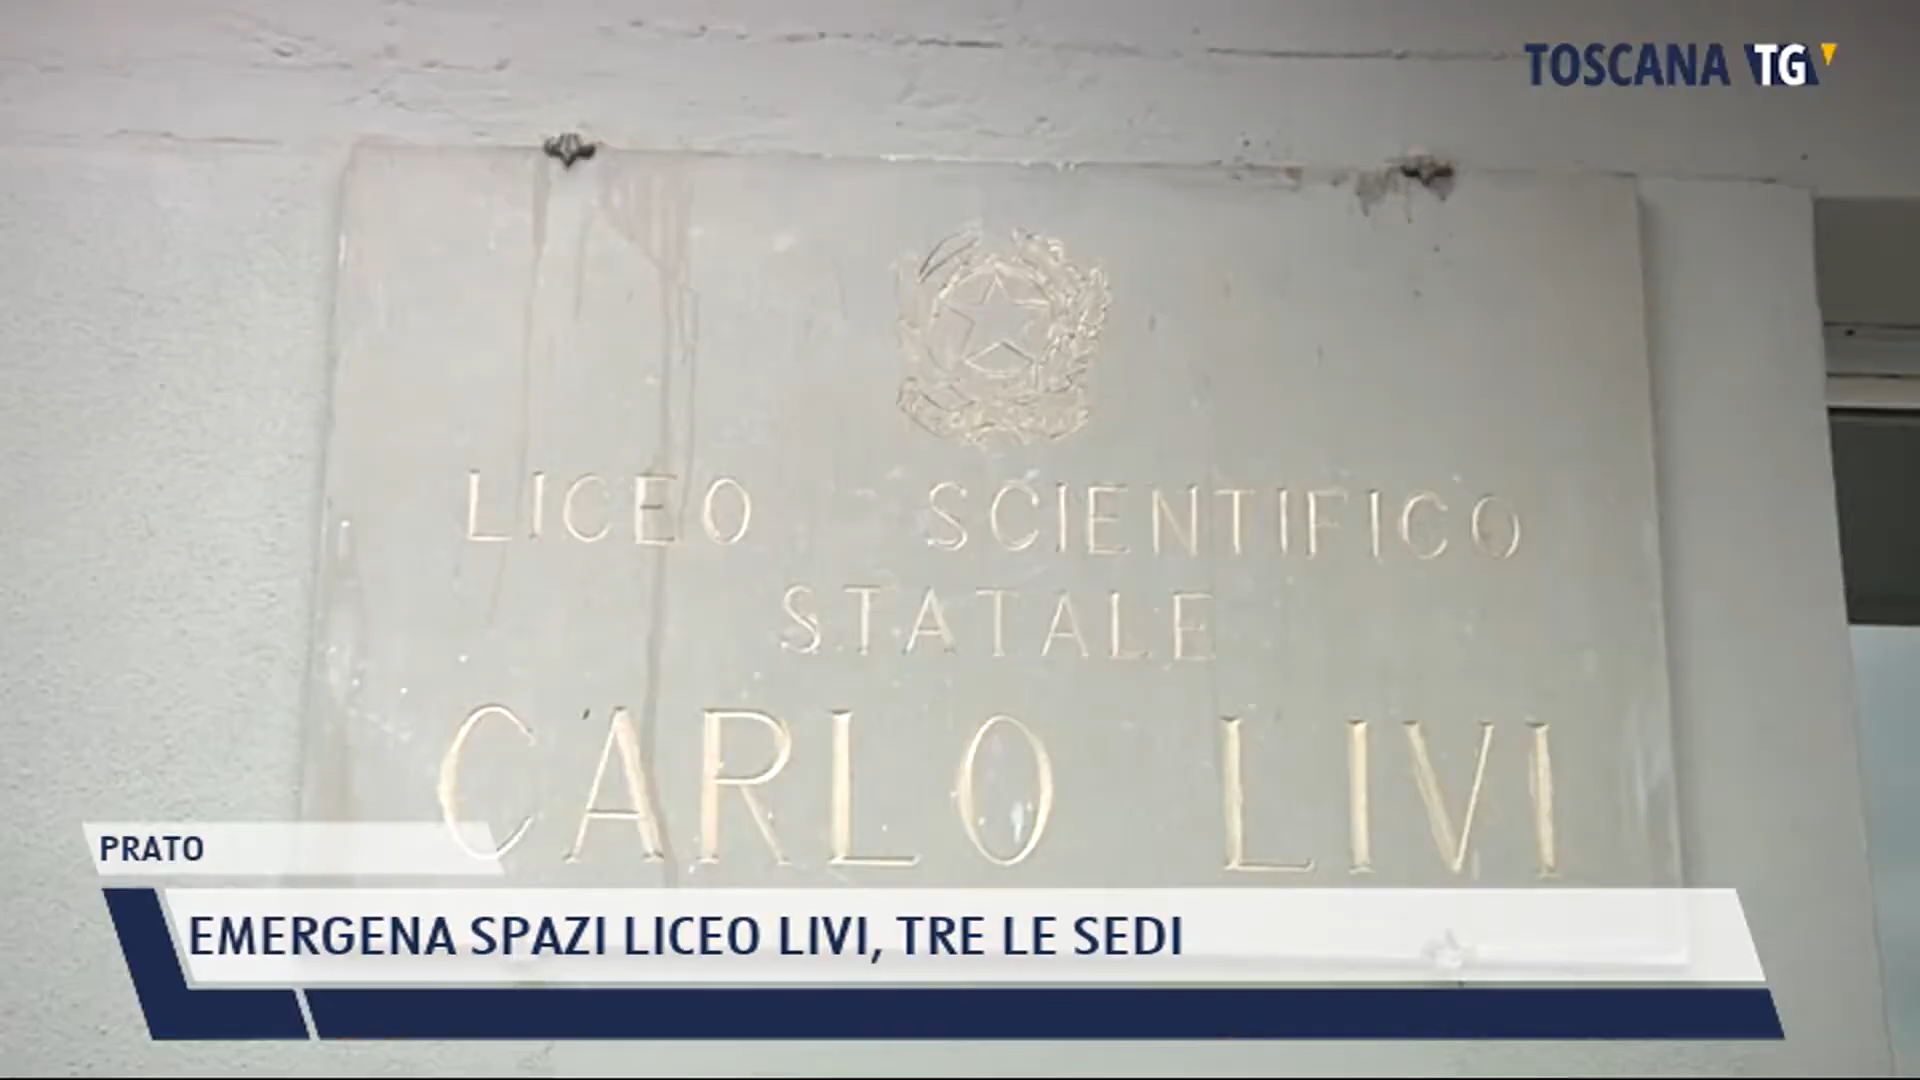 TOSCANA TG
LICEO SCIENTIFICO
STATALE
CARLO LIVI
PRATO
EMERGENA SPAZI LICEO LIVI, TRE LE SEDI